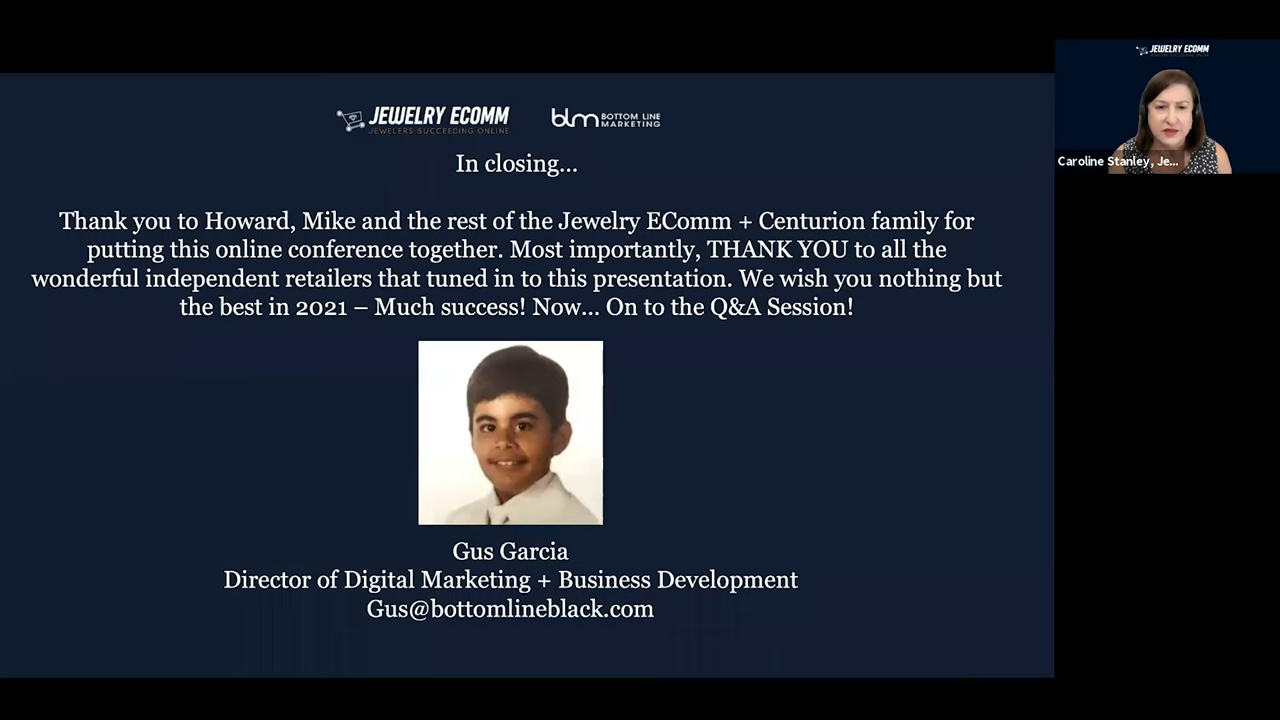 JEWELRY ECOMM
JEWELERS SUCCEEDING ONLINE
blm BOTTOM LINE
MARKETING
In closing...
Thank you to Howard, Mike and the rest of the Jewelry EComm + Centurion family for
putting this online conference together. Most importantly, THANK YOU to all the
wonderful independent retailers that tuned in to this presentation. We wish you nothing but
the best in 2021 – Much success! Now... On to the Q&A Session!
Gus Garcia
Director of Digital Marketing + Business Development
Gus@bottomlineblack.com
JEWELRY ECOMM
Caroline Stanley, Je...